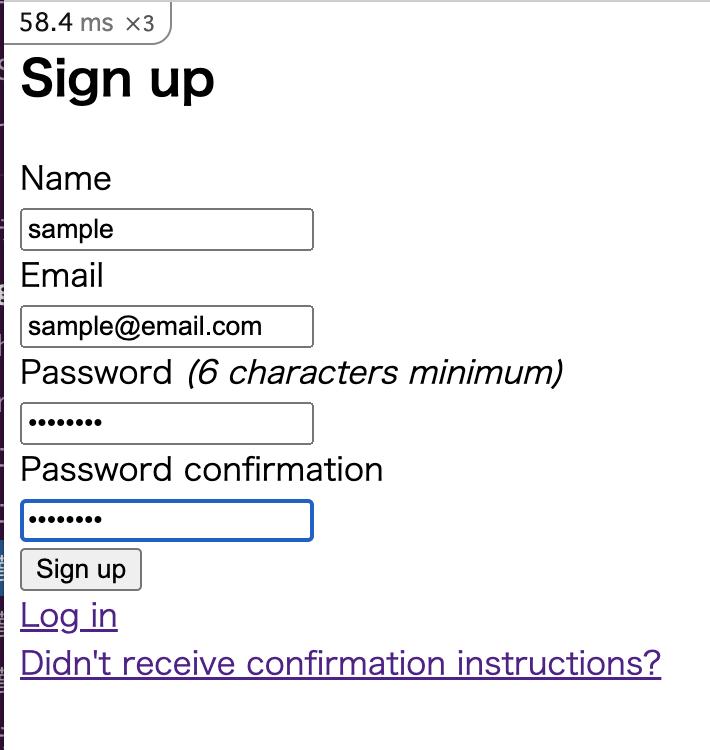 58.4 ms ×3
Sign up
Name
sample
Email
sample@email.com
Password (6 characters minimum)
••••••••
Password confirmation
••••••••
Sign up
Log in
Didn't receive confirmation instructions?